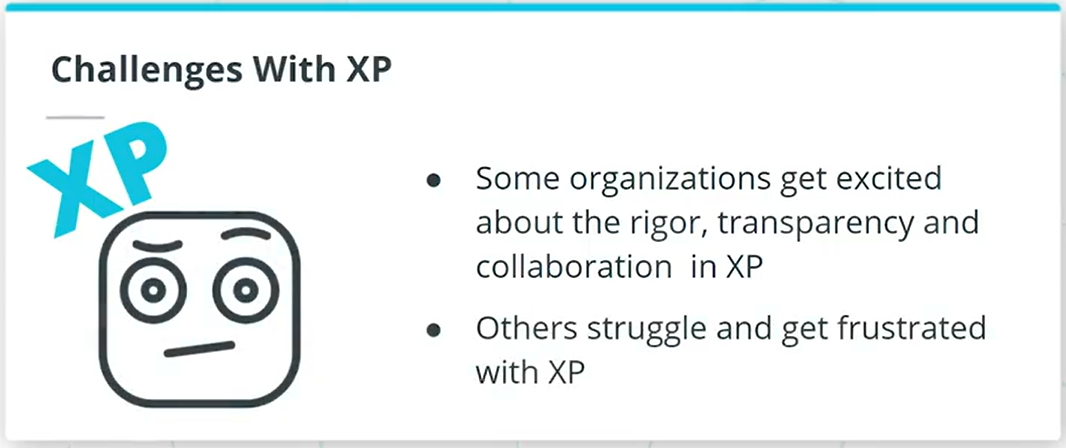 Challenges With XP
XP
● Some organizations get excited
about the rigor, transparency and
collaboration  in XP
● Others struggle and get frustrated
with XP